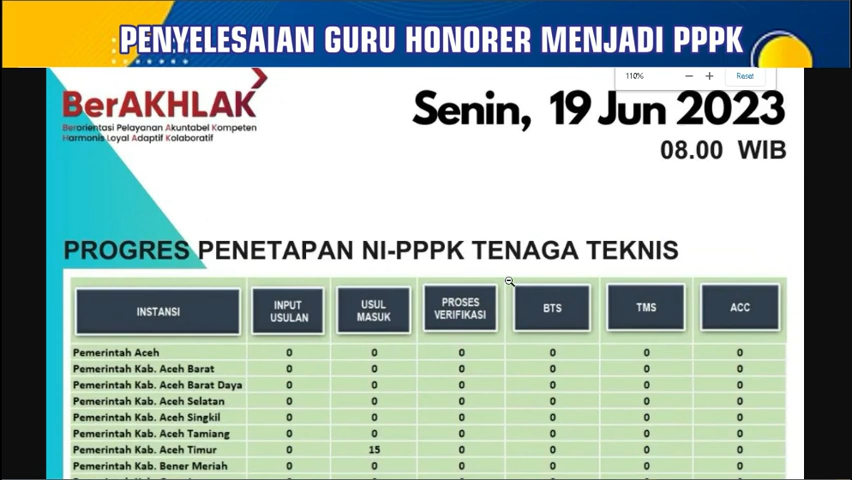 PENYELESAIAN GURU HONORER MENJADI PPPK
110% − + Reset
BerAKHLAK
Berorientasi Pelayanan Akuntabel Kompeten
Harmonis Loyal Adaptif Kolaboratif
Senin, 19 Jun 2023
08.00 WIB
PROGRES PENETAPAN NI-PPPK TENAGA TEKNIS
INSTANSI INPUT USULAN USUL MASUK PROSES VERIFIKASI BTS TMS ACC
Pemerintah Aceh 0 0 0 0 0 0
Pemerintah Kab. Aceh Barat 0 0 0 0 0 0
Pemerintah Kab. Aceh Barat Daya 0 0 0 0 0 0
Pemerintah Kab. Aceh Selatan 0 0 0 0 0 0
Pemerintah Kab. Aceh Singkil 0 0 0 0 0 0
Pemerintah Kab. Aceh Tamiang 0 0 0 0 0 0
Pemerintah Kab. Aceh Timur 0 15 0 0 0 0
Pemerintah Kab. Bener Meriah 0 0 0 0 0 0